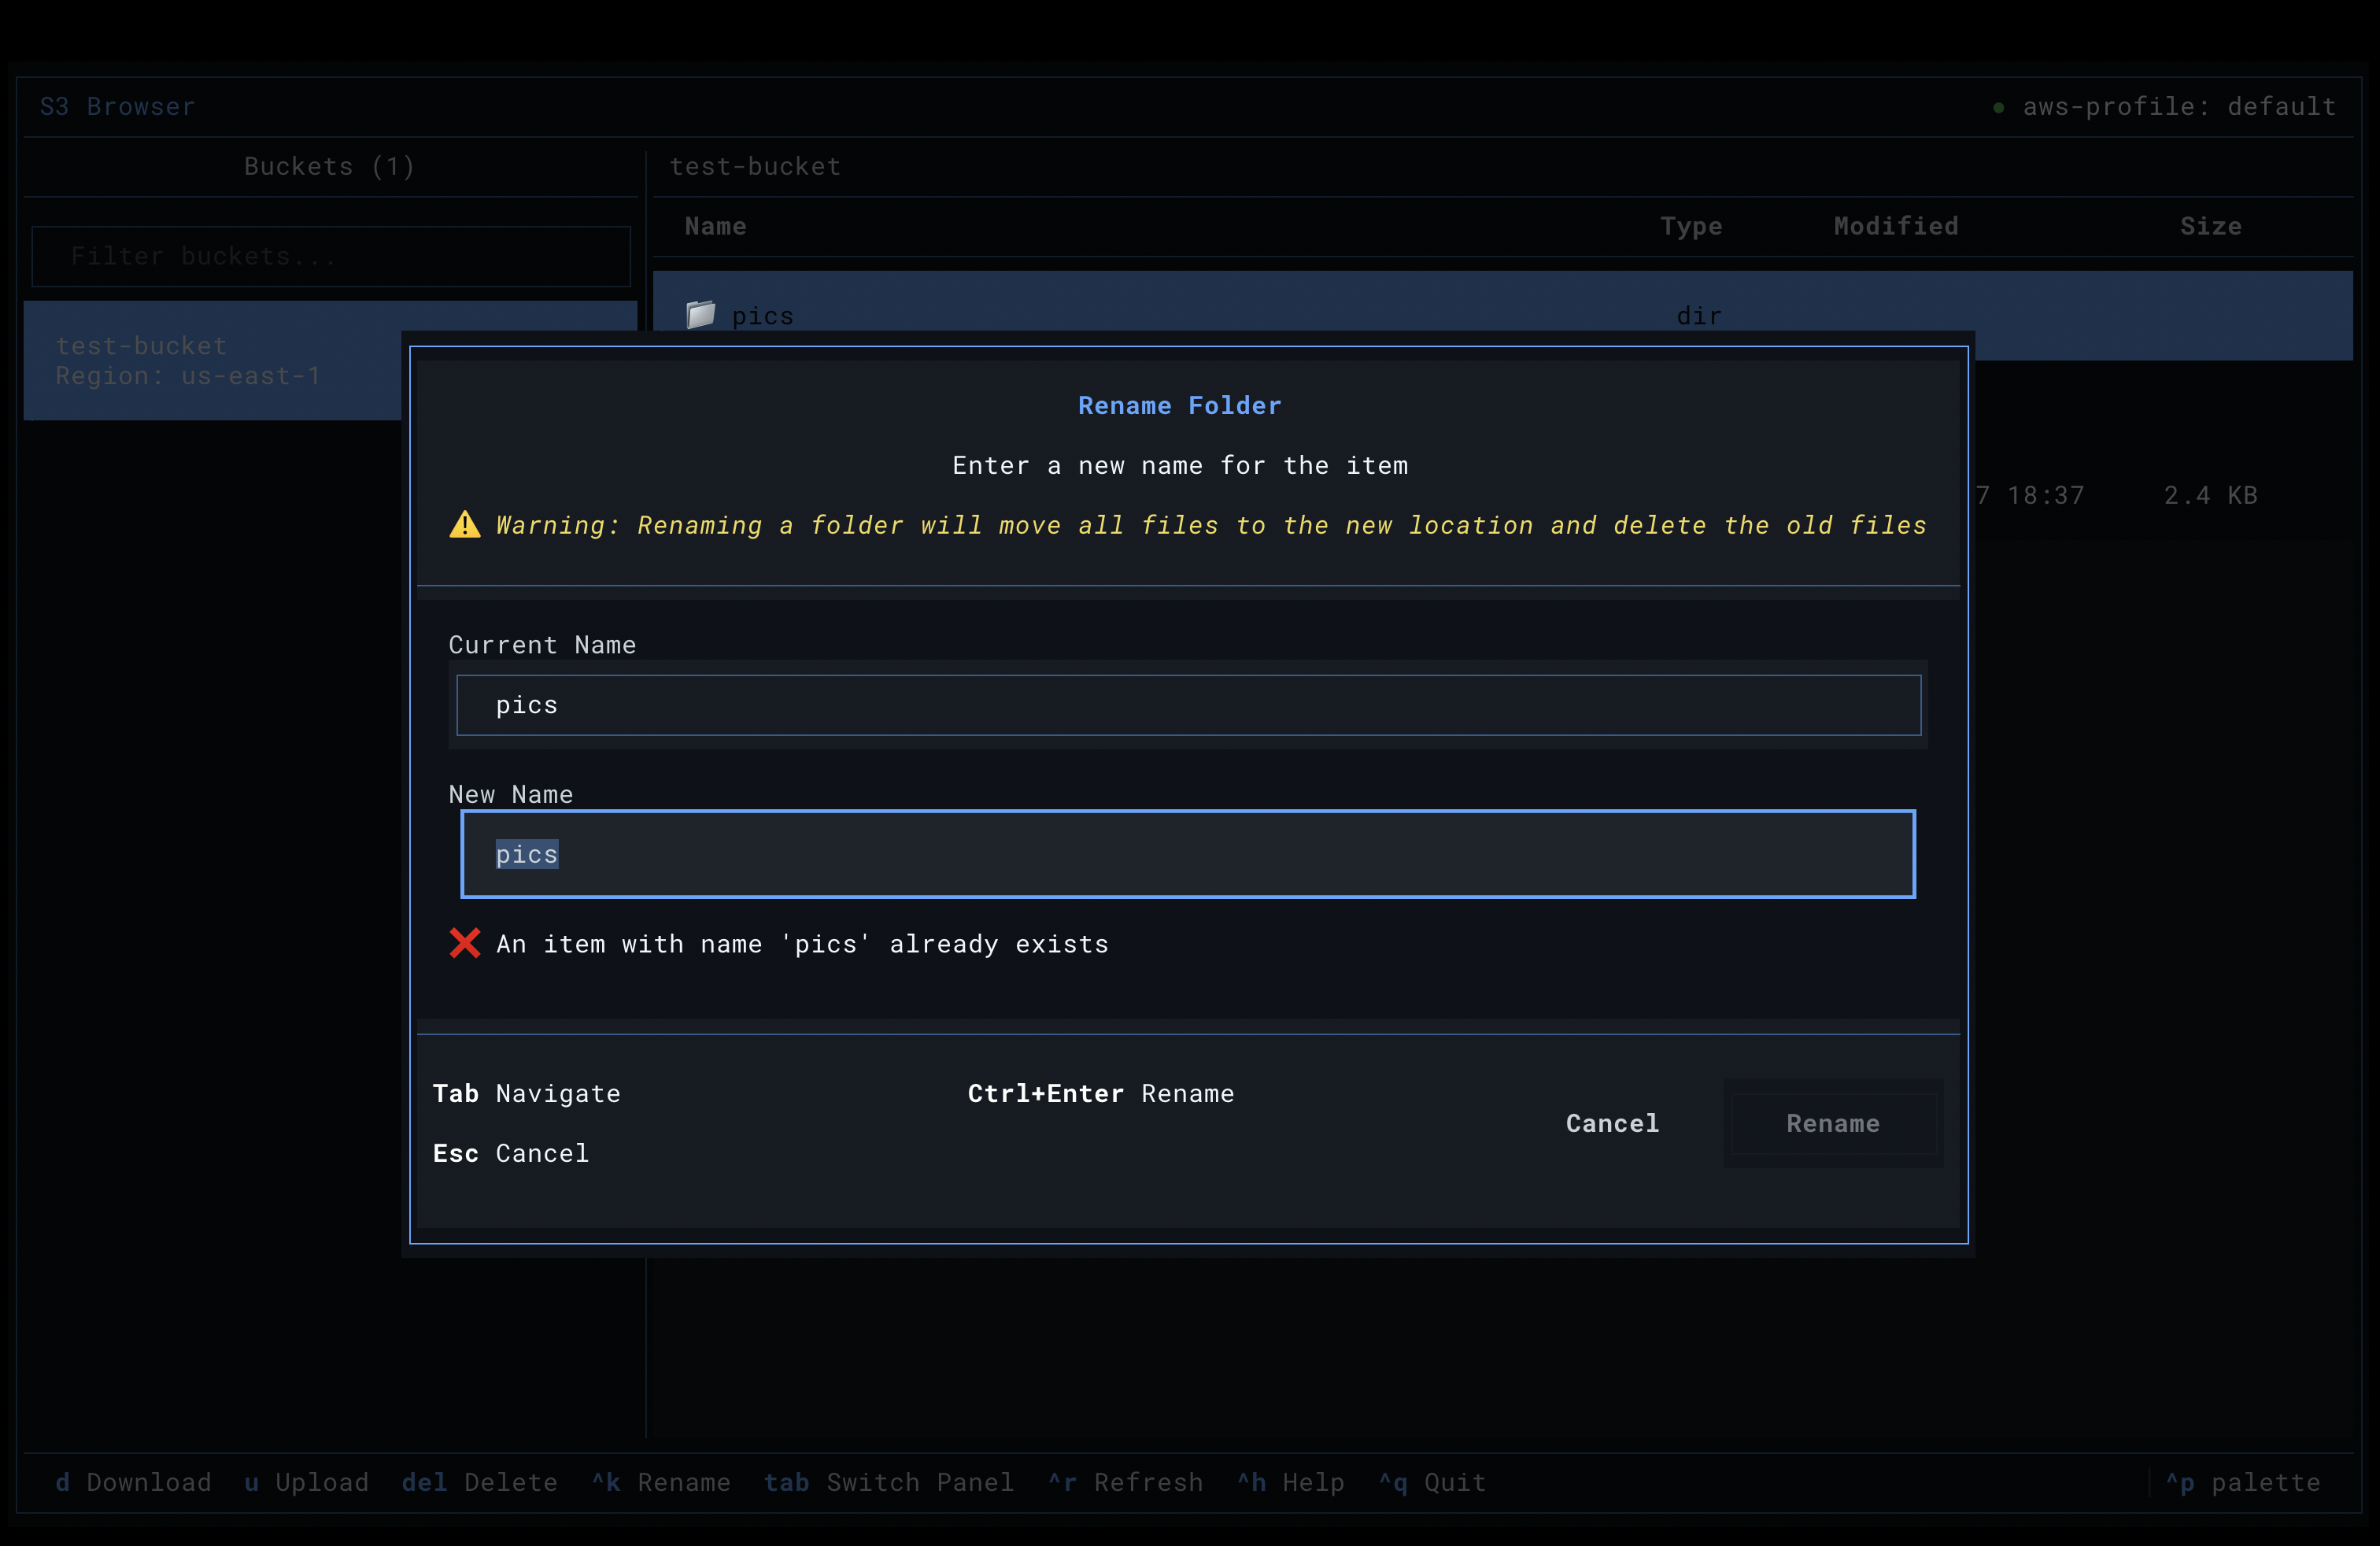 S3 Browser
● aws-profile: default
Buckets (1)
test-bucket
Name Type Modified Size
Filter buckets...
pics dir
test-bucket
Region: us-east-1
7 18:37 2.4 KB
Rename Folder
Enter a new name for the item
Warning: Renaming a folder will move all files to the new location and delete the old files
Current Name
pics
New Name
pics
An item with name 'pics' already exists
Tab Navigate
Ctrl+Enter Rename
Esc Cancel
Cancel
Rename
d Download u Upload del Delete ^k Rename tab Switch Panel ^r Refresh ^h Help ^q Quit ^p palette